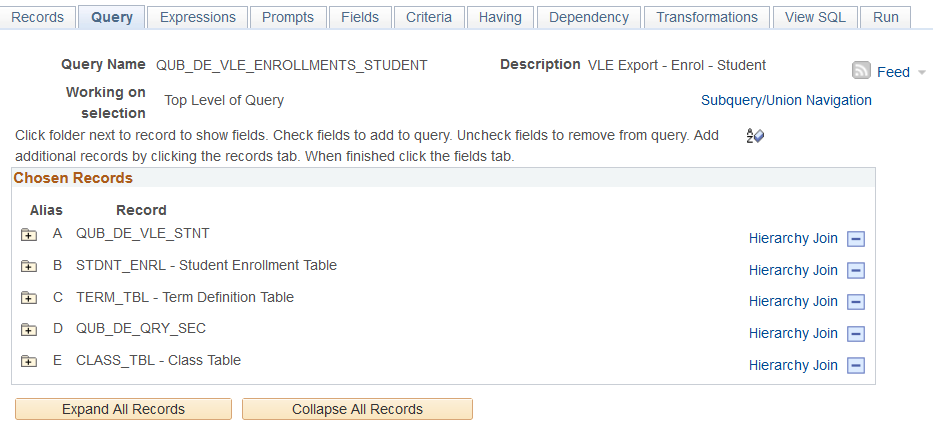 Records Query Expressions Prompts Fields Criteria Having Dependency Transformations View SQL Run
Query Name QUB_DE_VLE_ENROLLMENTS_STUDENT Description VLE Export - Enrol - Student
Feed
Working on selection Top Level of Query Subquery/Union Navigation
Click folder next to record to show fields. Check fields to add to query. Uncheck fields to remove from query. Add
additional records by clicking the records tab. When finished click the fields tab.
Chosen Records
Alias Record
A QUB_DE_VLE_STNT Hierarchy Join
B STDNT_ENRL - Student Enrollment Table Hierarchy Join
C TERM_TBL - Term Definition Table Hierarchy Join
D QUB_DE_QRY_SEC Hierarchy Join
E CLASS_TBL - Class Table Hierarchy Join
Expand All Records Collapse All Records